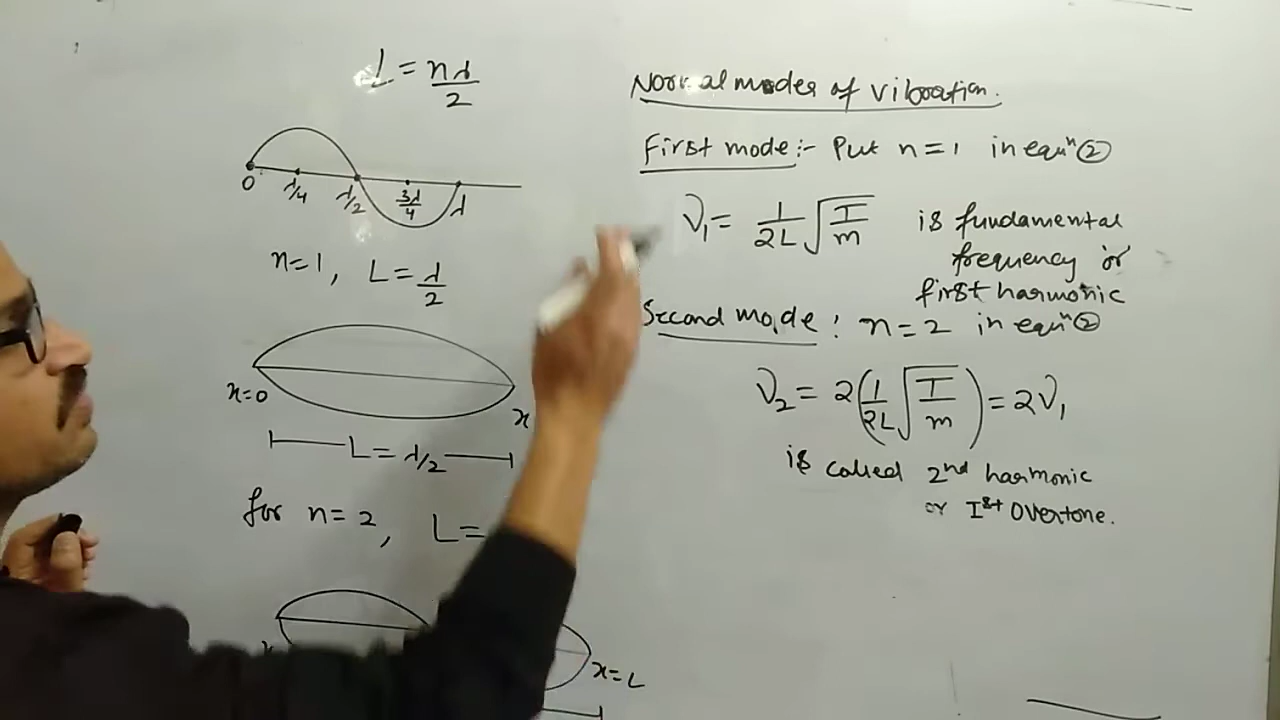 L = nλ/2
0 λ/4 λ/2 3λ/4 λ
n=1, L = λ/2
x=0 x
L = λ/2
for n = 2, L =
x=L
Normal modes of vibration.
First mode:- Put n=1 in equⁿ ②
ν₁ = 1/2L √T/m is fundamental
frequency or
first harmonic
Second mode: n=2 in equⁿ ②
ν₂ = 2(1/2L √T/m) = 2ν₁
is called 2nd harmonic
or Ist overtone.